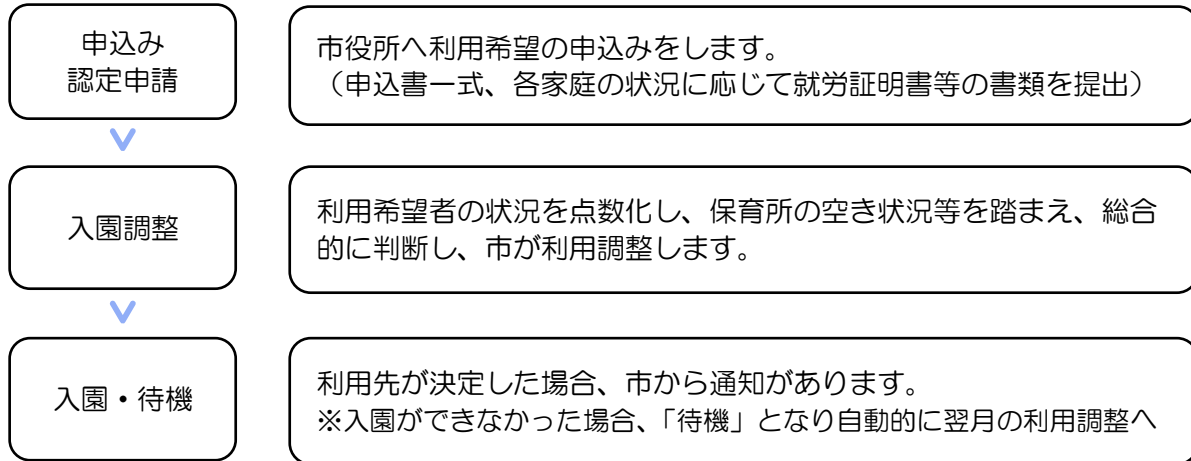 申込み
認定申請
市役所へ利用希望の申込みをします。
（申込書一式、各家庭の状況に応じて就労証明書等の書類を提出）
入園調整
利用希望者の状況を点数化し、保育所の空き状況等を踏まえ、総合
的に判断し、市が利用調整します。
入園・待機
利用先が決定した場合、市から通知があります。
※入園ができなかった場合、「待機」となり自動的に翌月の利用調整へ